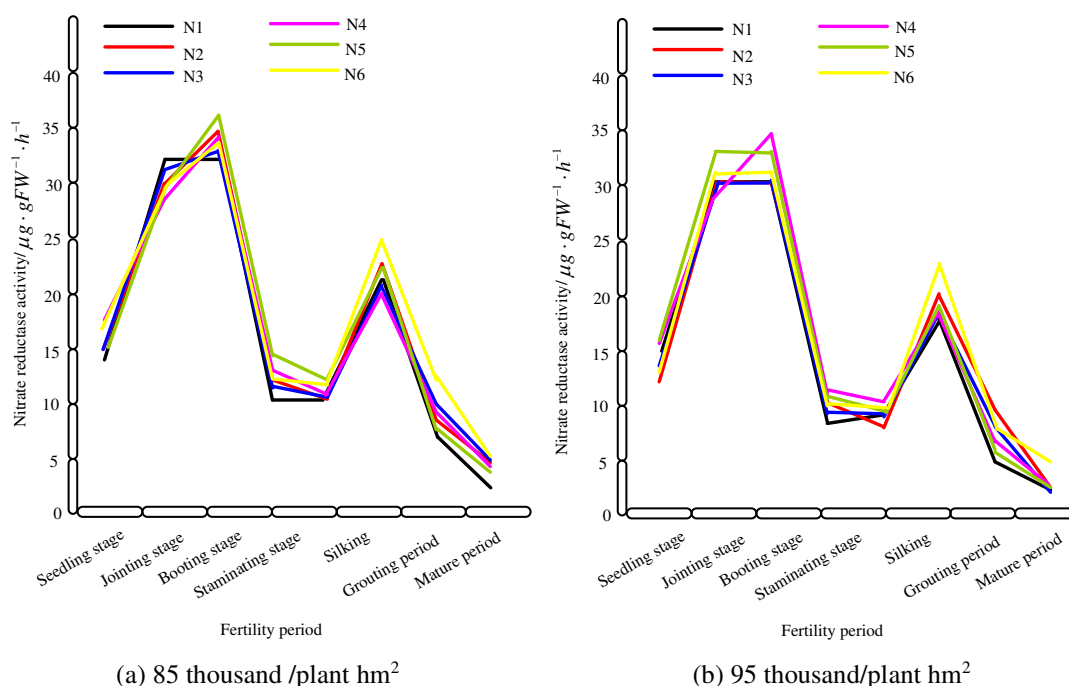 N1
N2
N3
N4
N5
N6
40
35
30
25
20
15
10
5
0
Nitrate reductase activity/ μg · gFW⁻¹ · h⁻¹
Seedling stage
Jointing stage
Booting stage
Staminating stage
Silking
Grouting period
Mature period
Fertility period
(a) 85 thousand /plant hm²
N1
N2
N3
N4
N5
N6
40
35
30
25
20
15
10
5
0
Nitrate reductase activity/ μg · gFW⁻¹ · h⁻¹
Seedling stage
Jointing stage
Booting stage
Staminating stage
Silking
Grouting period
Mature period
Fertility period
(b) 95 thousand/plant hm²